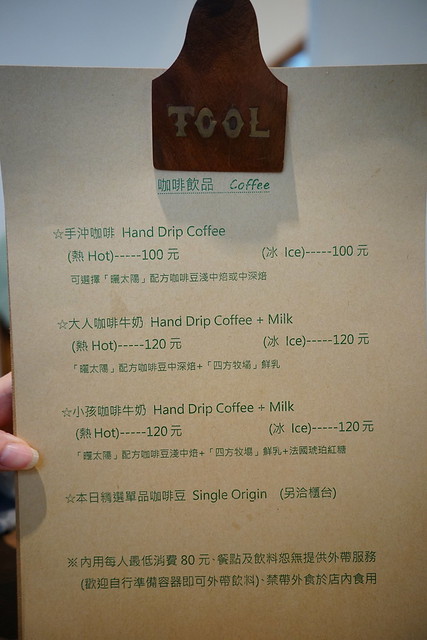 TOOL
咖啡飲品 Coffee
☆手沖咖啡 Hand Drip Coffee
(熱 Hot)-----100 元 (冰 Ice)-----100 元
可選擇「曬太陽」配方咖啡豆淺中焙或中深焙
☆大人咖啡牛奶 Hand Drip Coffee + Milk
(熱 Hot)-----120 元 (冰 Ice)-----120 元
「曬太陽」配方咖啡豆中深焙+「四方牧場」鮮乳
☆小孩咖啡牛奶 Hand Drip Coffee + Milk
(熱 Hot)-----120 元 (冰 Ice)-----120 元
「曬太陽」配方咖啡豆淺中焙+「四方牧場」鮮乳+法國琥珀紅糖
☆本日精選單品咖啡豆 Single Origin (另洽櫃台)
※內用每人最低消費 80 元、餐點及飲料恕無提供外帶服務
(歡迎自行準備容器即可外帶飲料)、禁帶外食於店內食用